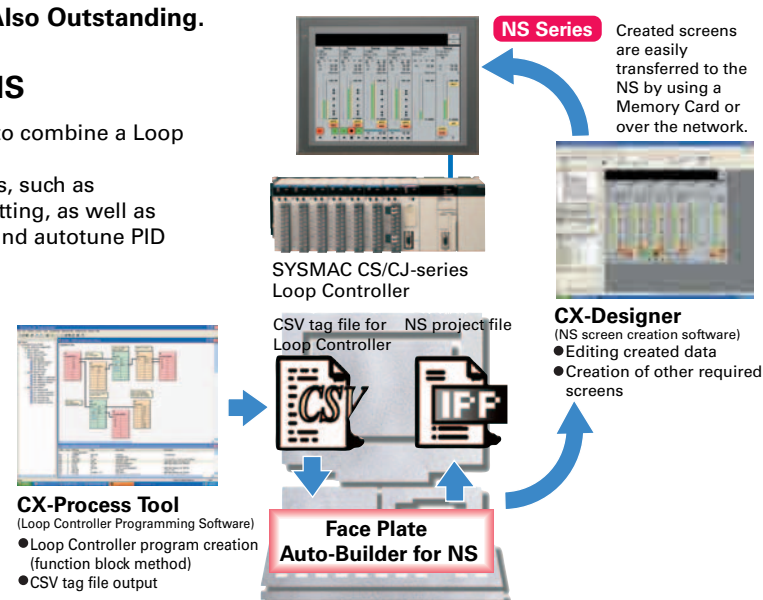 Also Outstanding.
NS
to combine a Loop
s, such as
tting, as well as
nd autotune PID
NS Series
Created screens
are easily
transferred to the
NS by using a
Memory Card or
over the network.
SYSMAC CS/CJ-series
Loop Controller
CX-Designer
(NS screen creation software)
●Editing created data
●Creation of other required
screens
CSV tag file for
Loop Controller
NS project file
CSV
IPP
CX-Process Tool
(Loop Controller Programming Software)
●Loop Controller program creation
(function block method)
●CSV tag file output
Face Plate
Auto-Builder for NS